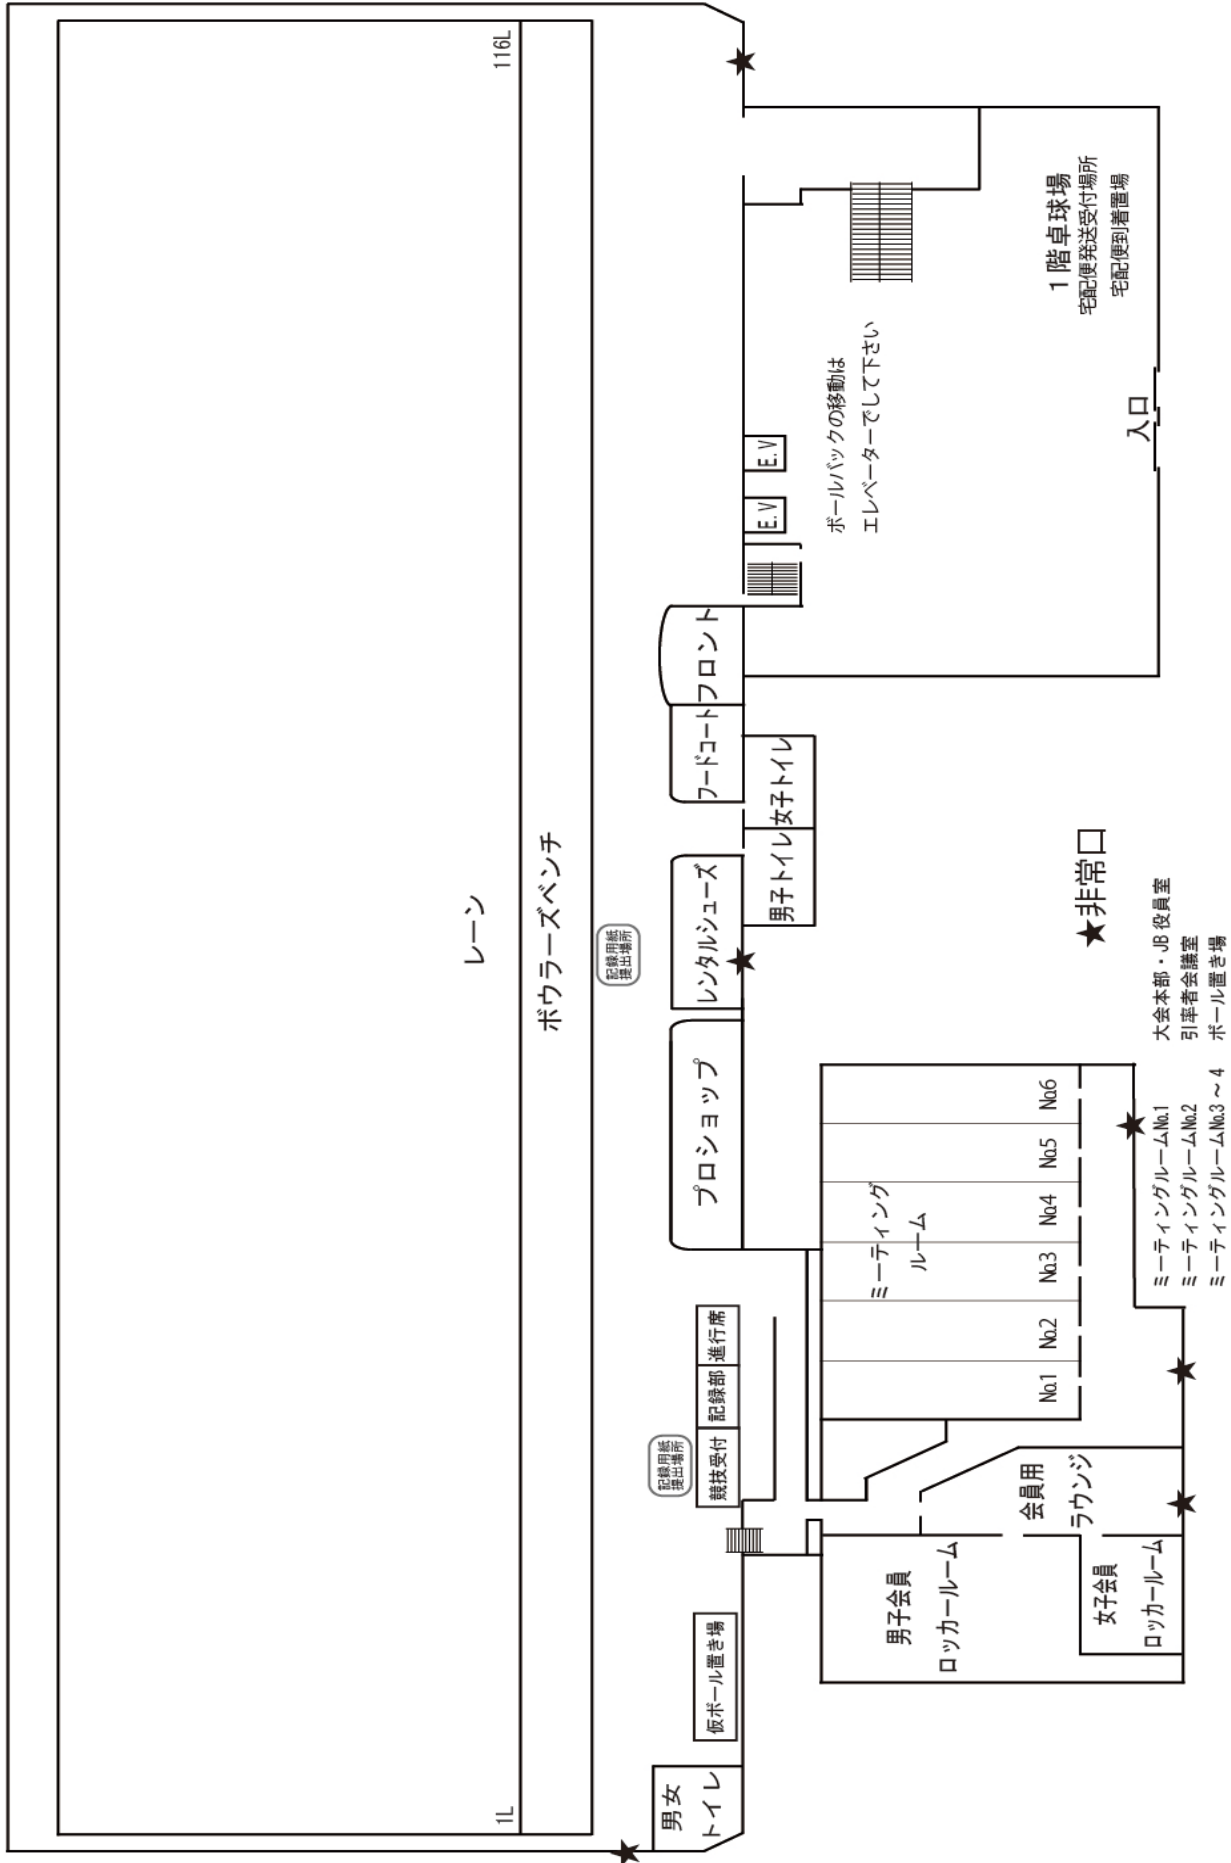 レーン
1L
116L
ボウラーズベンチ
記録用紙
提出場所
記録用紙
提出場所
男女
トイレ
仮ボール置き場
競技受付
記録部
進行席
プロショップ
レンタルシューズ
フードコート
フロント
男子トイレ
女子トイレ
E.V
E.V
ボールバックの移動は
エレベーターでして下さい
1階卓球場
宅配便発送受付場所
宅配便到着置場
入口
男子会員
ロッカールーム
女子会員
ロッカールーム
会員用
ラウンジ
ミーティング
ルーム
№1
№2
№3
№4
№5
№6
★非常口
ミーティングルーム№1 大会本部・JB役員室
ミーティングルーム№2 引率者会議室
ミーティングルーム№3～4 ボール置き場